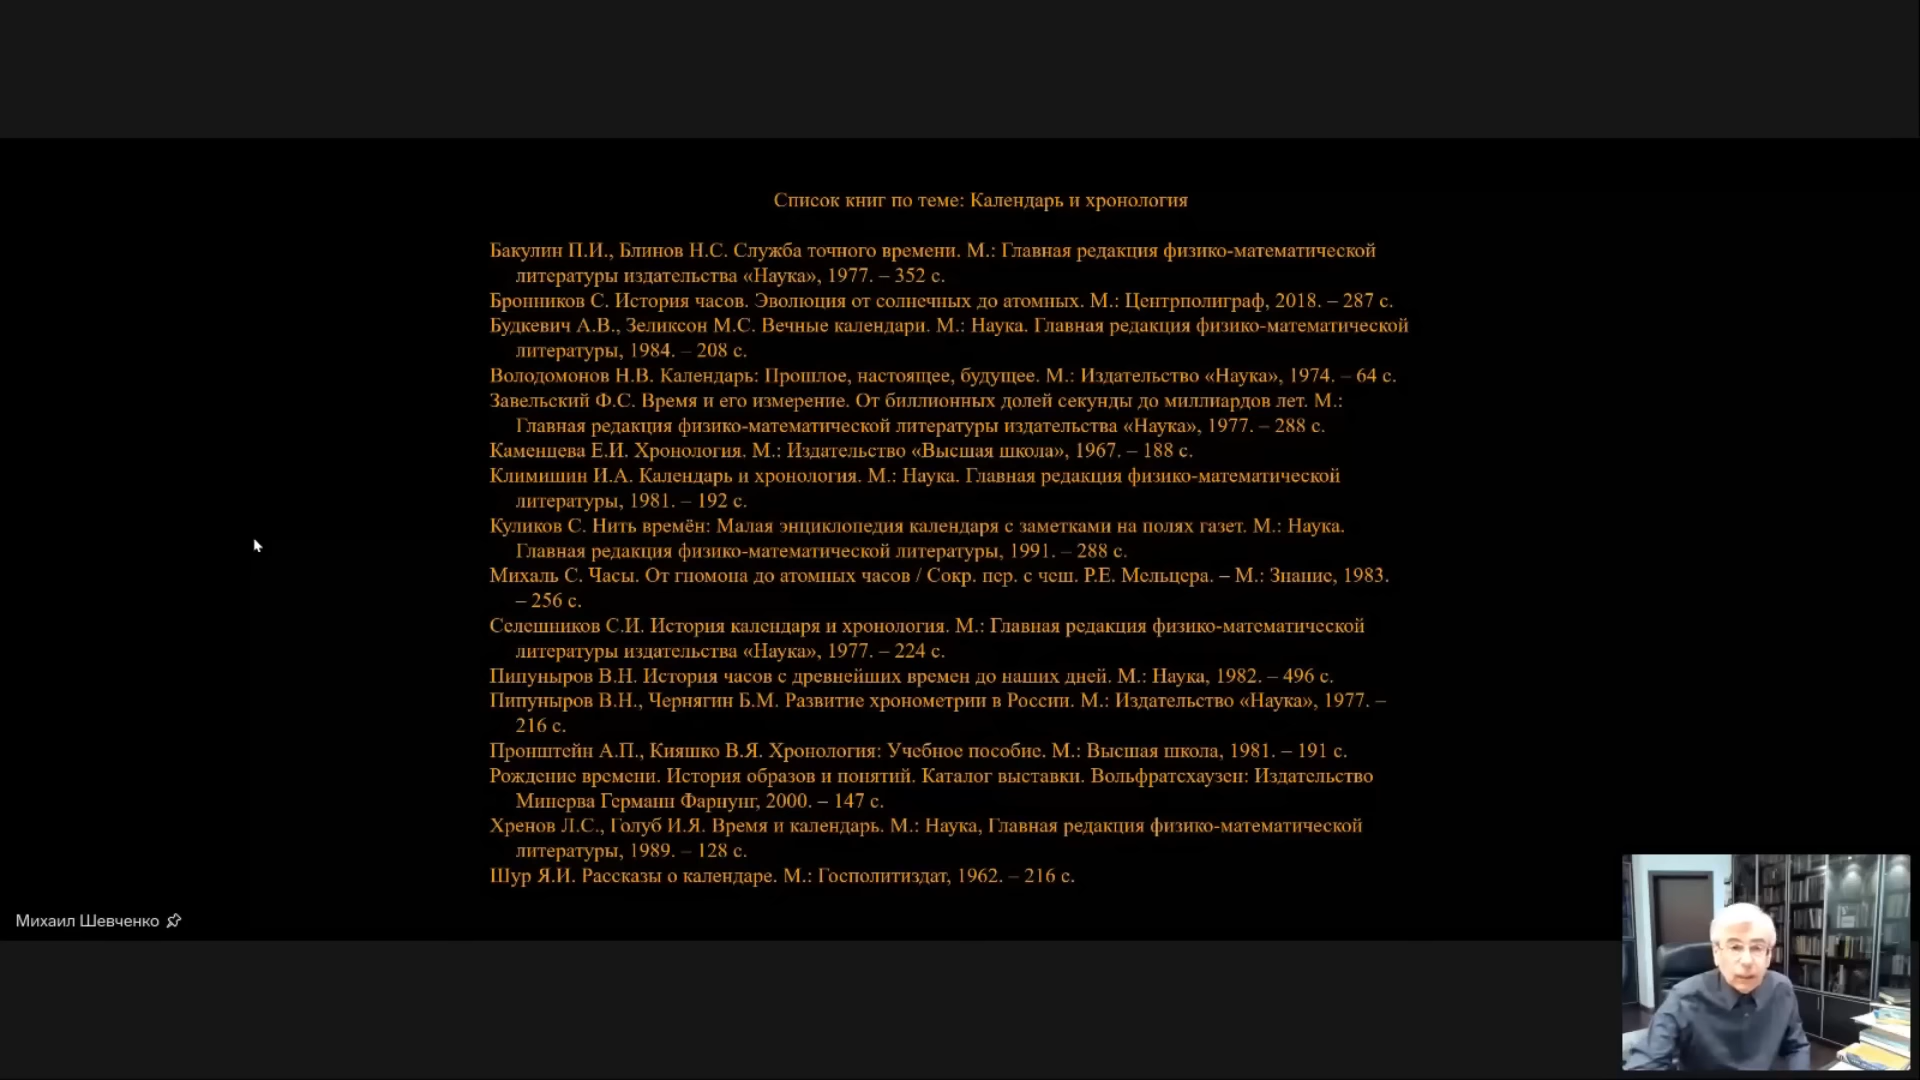 Список книг по теме: Календарь и хронология
Бакулин П.И., Блинов Н.С. Служба точного времени. М.: Главная редакция физико-математической
литературы издательства «Наука», 1977. – 352 с.
Бронников С. История часов. Эволюция от солнечных до атомных. М.: Центрполиграф, 2018. – 287 с.
Будкевич А.В., Зеликсон М.С. Вечные календари. М.: Наука. Главная редакция физико-математической
литературы, 1984. – 208 с.
Володомонов Н.В. Календарь: Прошлое, настоящее, будущее. М.: Издательство «Наука», 1974. – 64 с.
Завельский Ф.С. Время и его измерение. От биллионных долей секунды до миллиардов лет. М.:
Главная редакция физико-математической литературы издательства «Наука», 1977. – 288 с.
Каменцева Е.И. Хронология. М.: Издательство «Высшая школа», 1967. – 188 с.
Климишин И.А. Календарь и хронология. М.: Наука. Главная редакция физико-математической
литературы, 1981. – 192 с.
Куликов С. Нить времён: Малая энциклопедия календаря с заметками на полях газет. М.: Наука.
Главная редакция физико-математической литературы, 1991. – 288 с.
Михаль С. Часы. От гномона до атомных часов / Сокр. пер. с чеш. Р.Е. Мельцера. – М.: Знание, 1983.
– 256 с.
Селешников С.И. История календаря и хронология. М.: Главная редакция физико-математической
литературы издательства «Наука», 1977. – 224 с.
Пипуныров В.Н. История часов с древнейших времен до наших дней. М.: Наука, 1982. – 496 с.
Пипуныров В.Н., Чернягин Б.М. Развитие хронометрии в России. М.: Издательство «Наука», 1977. –
216 с.
Пронштейн А.П., Кияшко В.Я. Хронология: Учебное пособие. М.: Высшая школа, 1981. – 191 с.
Рождение времени. История образов и понятий. Каталог выставки. Вольфратсхаузен: Издательство
Минерва Германн Фарнунг, 2000. – 147 с.
Хренов Л.С., Голуб И.Я. Время и календарь. М.: Наука, Главная редакция физико-математической
литературы, 1989. – 128 с.
Шур Я.И. Рассказы о календаре. М.: Госполитиздат, 1962. – 216 с.
Михаил Шевченко